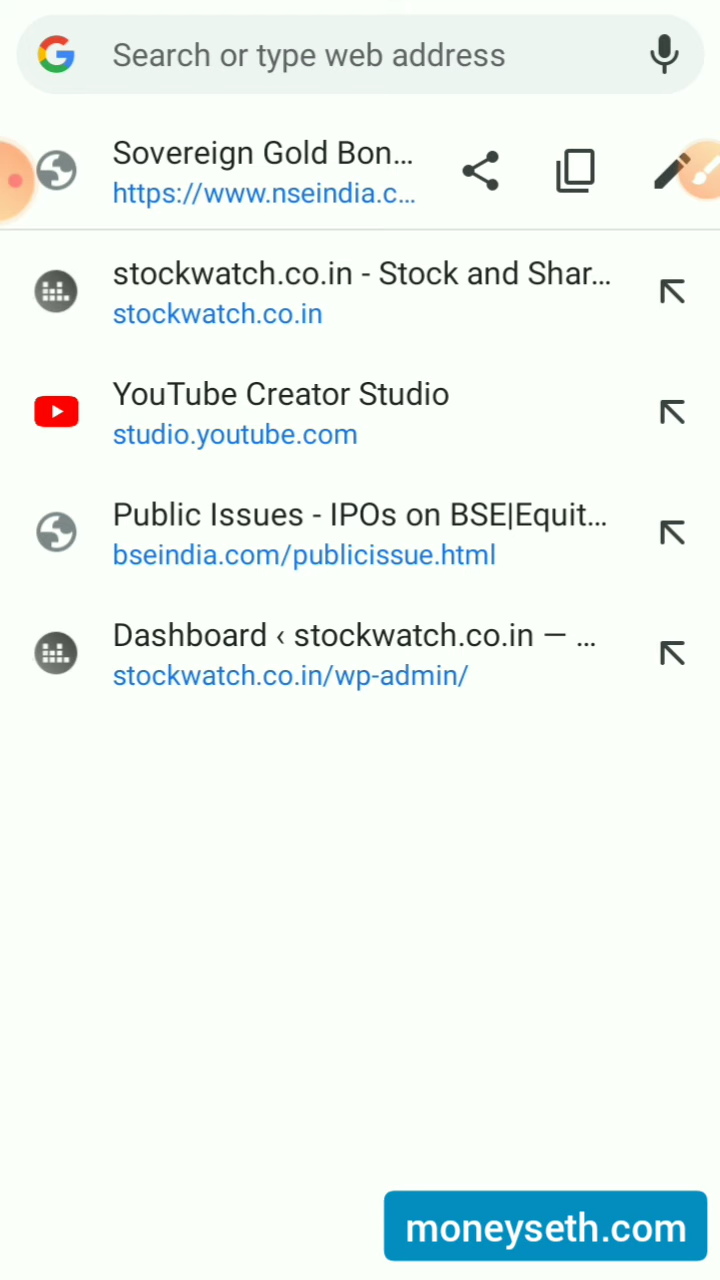 Search or type web address
Sovereign Gold Bon...
https://www.nseindia.c...
stockwatch.co.in - Stock and Shar...
stockwatch.co.in
YouTube Creator Studio
studio.youtube.com
Public Issues - IPOs on BSE|Equit...
bseindia.com/publicissue.html
Dashboard ‹ stockwatch.co.in — ...
stockwatch.co.in/wp-admin/
moneyseth.com